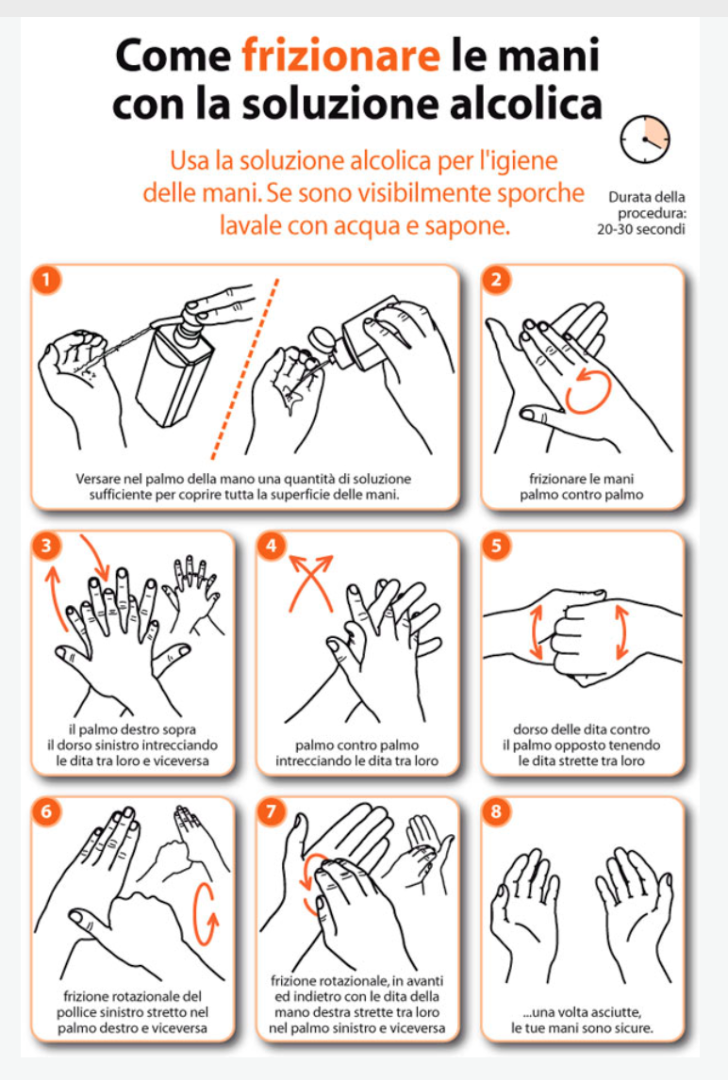 Come frizionare le mani
con la soluzione alcolica
Usa la soluzione alcolica per l'igiene
delle mani. Se sono visibilmente sporche
lavale con acqua e sapone.
Durata della
procedura:
20-30 secondi
1
Versare nel palmo della mano una quantità di soluzione
sufficiente per coprire tutta la superficie delle mani.
2
frizionare le mani
palmo contro palmo
3
il palmo destro sopra
il dorso sinistro intrecciando
le dita tra loro e viceversa
4
palmo contro palmo
intrecciando le dita tra loro
5
dorso delle dita contro
il palmo opposto tenendo
le dita strette tra loro
6
frizione rotazionale del
pollice sinistro stretto nel
palmo destro e viceversa
7
frizione rotazionale, in avanti
ed indietro con le dita della
mano destra strette tra loro
nel palmo sinistro e viceversa
8
...una volta asciutte,
le tue mani sono sicure.